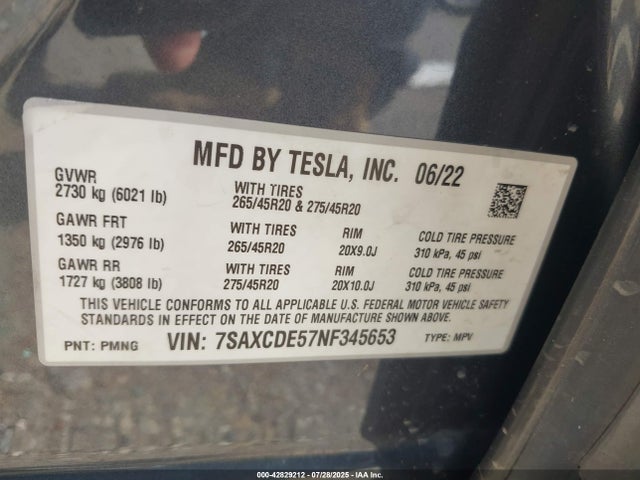 MFD BY TESLA, INC. 06/22
GVWR
2730 kg (6021 lb)
WITH TIRES
265/45R20 & 275/45R20
GAWR FRT
1350 kg (2976 lb)
WITH TIRES
265/45R20
RIM
20X9.0J
COLD TIRE PRESSURE
310 kPa, 45 psi
GAWR RR
1727 kg (3808 lb)
WITH TIRES
275/45R20
RIM
20X10.0J
COLD TIRE PRESSURE
310 kPa, 45 psi
THIS VEHICLE CONFORMS TO ALL APPLICABLE U.S. FEDERAL MOTOR VEHICLE SAFETY
STANDARDS IN EFFECT ON THE DATE OF MANUFACTURE SHOWN ABOVE.
PNT: PMNG VIN: 7SAXCDE57NF345653 TYPE: MPV
000-42829212 - 07/28/2025 - IAAI.COM